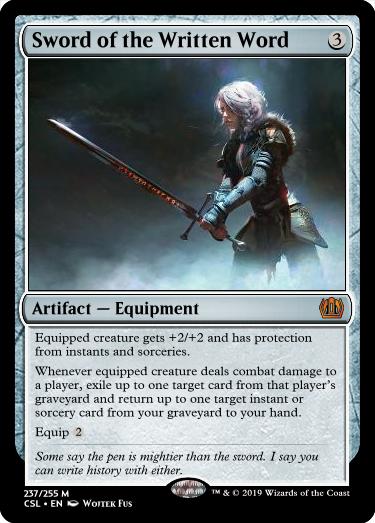 Sword of the Written Word 3
Artifact — Equipment
Equipped creature gets +2/+2 and has protection
from instants and sorceries.
Whenever equipped creature deals combat damage to
a player, exile up to one target card from that player's
graveyard and return up to one target instant or
sorcery card from your graveyard to your hand.
Equip 2
Some say the pen is mightier than the sword. I say you
can write history with either.
237/255 M
CSL • EN Wojtek Fus ™ & © 2019 Wizards of the Coast